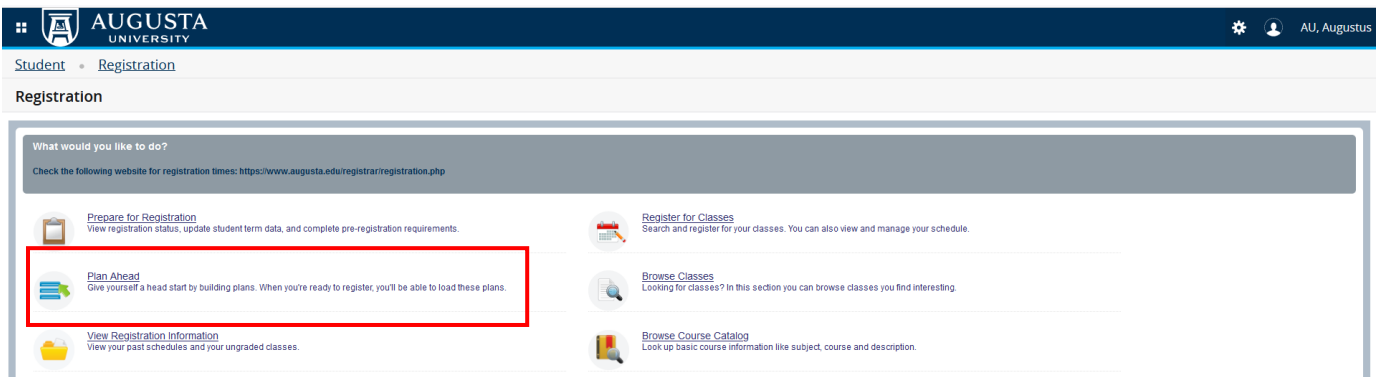 AUGUSTA
UNIVERSITY
AU, Augustus
Student • Registration
Registration
What would you like to do?
Check the following website for registration times: https://www.augusta.edu/registrar/registration.php
Prepare for Registration
View registration status, update student term data, and complete pre-registration requirements.
Register for Classes
Search and register for your classes. You can also view and manage your schedule.
Plan Ahead
Give yourself a head start by building plans. When you're ready to register, you'll be able to load these plans.
Browse Classes
Looking for classes? In this section you can browse classes you find interesting.
View Registration Information
View your past schedules and your ungraded classes.
Browse Course Catalog
Look up basic course information like subject, course and description.